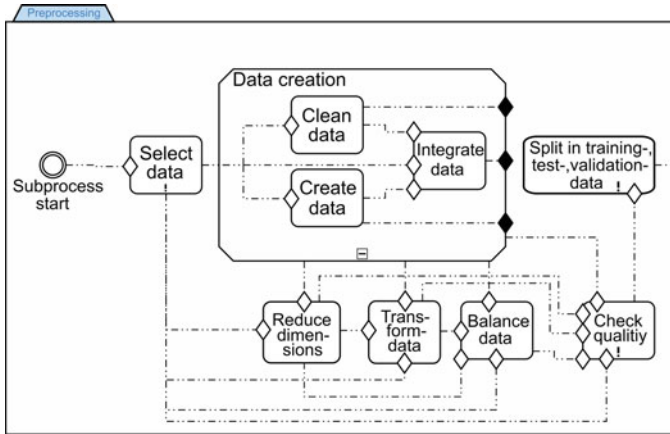 Preprocessing
Data creation
Clean
data
Create
data
Integrate
data
Select
data
Subprocess
start
Split in training-,
test-,validation-
data
!
Reduce
dimen-
sions
Trans-
form-
data
Balance
data
Check
qualitiy
!